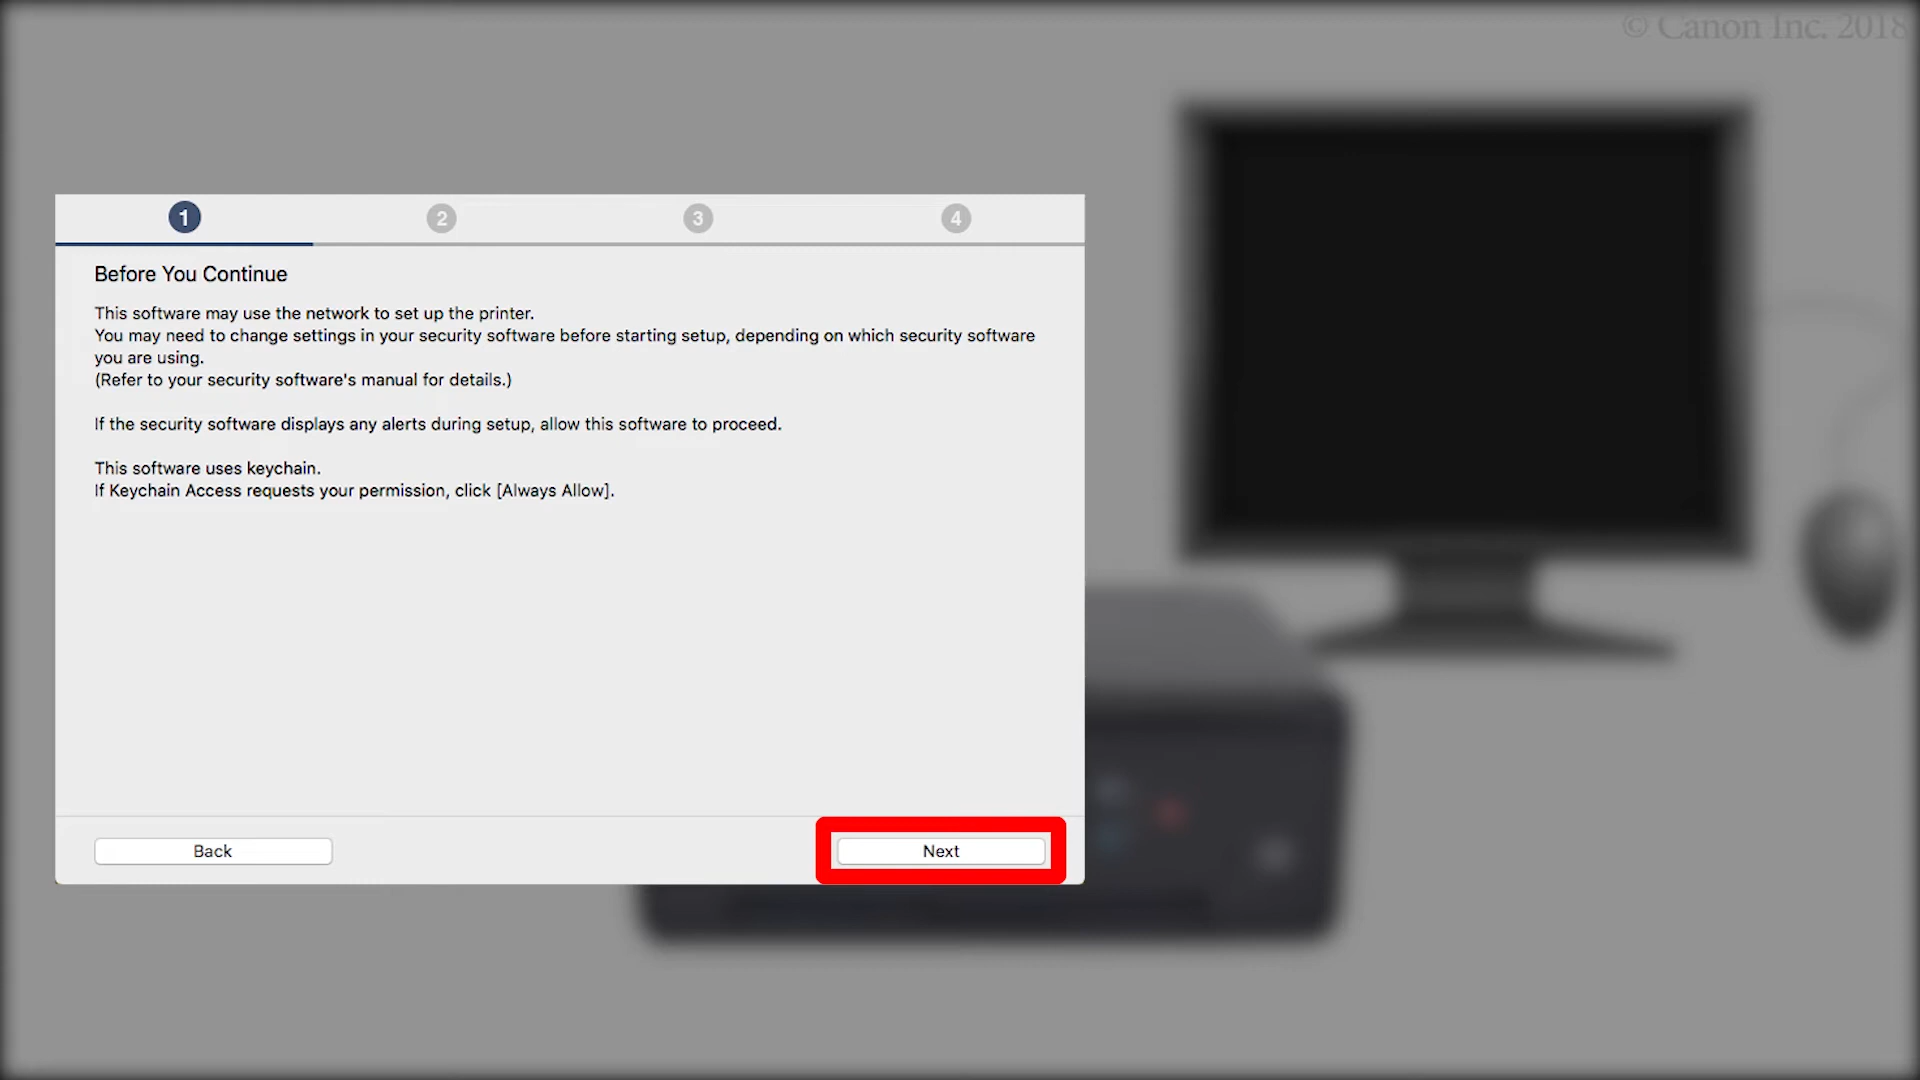 © Canon Inc. 2018
1
2
3
4
Before You Continue
This software may use the network to set up the printer.
You may need to change settings in your security software before starting setup, depending on which security software
you are using.
(Refer to your security software's manual for details.)
If the security software displays any alerts during setup, allow this software to proceed.
This software uses keychain.
If Keychain Access requests your permission, click [Always Allow].
Back
Next